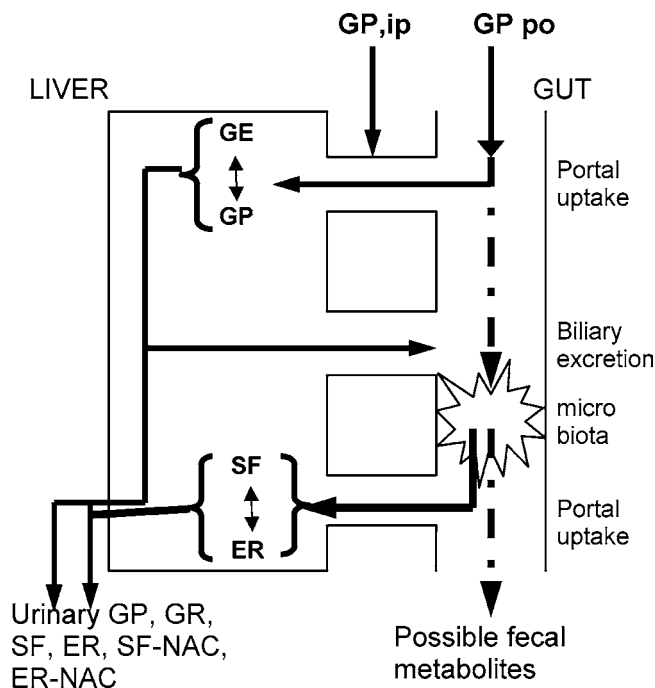 GP,ip
GP po
LIVER
GUT
GE
GP
Portal
uptake
Biliary
excretion
micro
biota
SF
ER
Portal
uptake
Urinary GP, GR,
SF, ER, SF-NAC,
ER-NAC
Possible fecal
metabolites